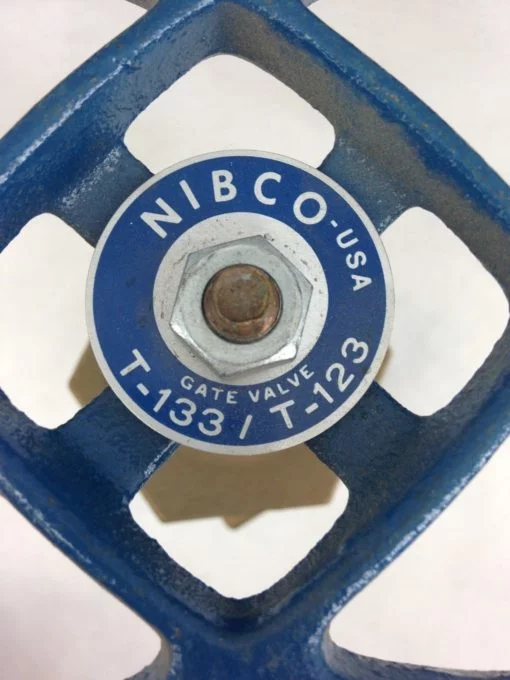 NIBCO-USA
GATE VALVE
T-133 / T-123